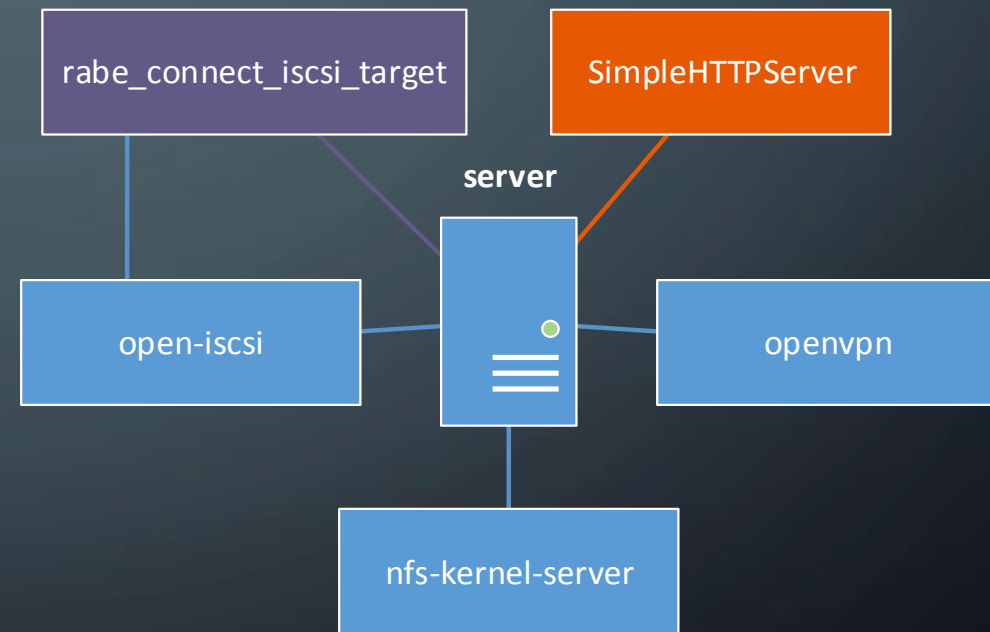 rabe_connect_iscsi_target
SimpleHTTPServer
server
open-iscsi
openvpn
nfs-kernel-server